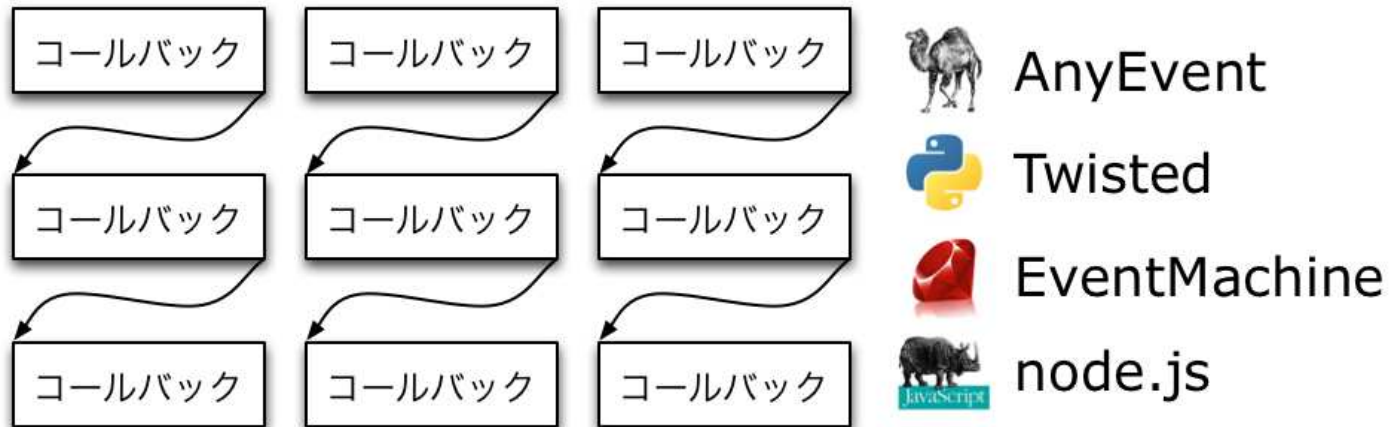 コールバック コールバック コールバック
AnyEvent
Twisted
コールバック コールバック コールバック
EventMachine
コールバック コールバック コールバック
node.js
JavaScript